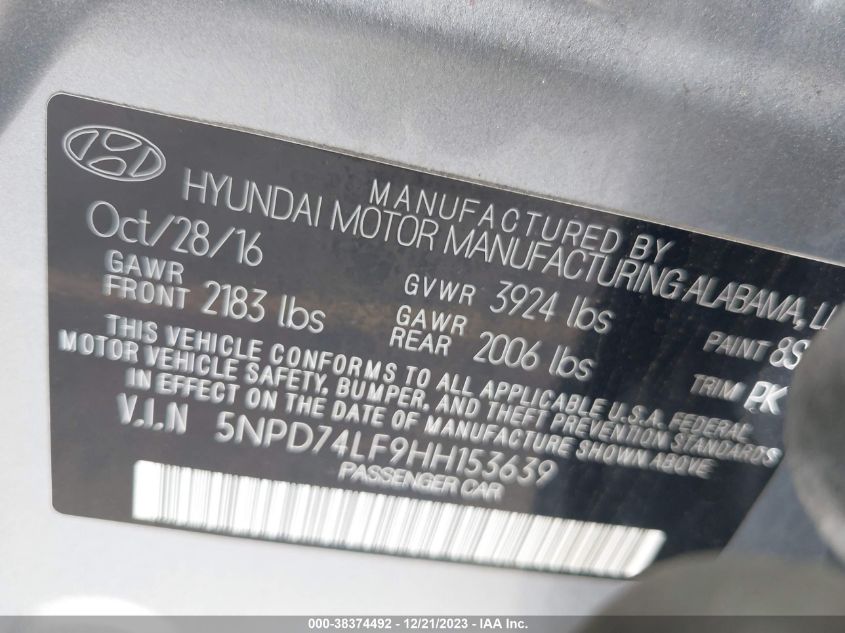 MANUFACTURED BY
HYUNDAI MOTOR MANUFACTURING ALABAMA,
Oct/28/16
GVWR 3924 lbs
GAWR FRONT 2183 lbs
GAWR REAR 2006 lbs
PAINT 8S
TRIM PK
THIS VEHICLE CONFORMS TO ALL APPLICABLE U.S.A. FEDERAL
MOTOR VEHICLE SAFETY, BUMPER, AND THEFT PREVENTION STANDARDS
IN EFFECT ON THE DATE OF MANUFACTURE SHOWN ABOVE.
V.I.N 5NPD74LF9HH153639
PASSENGER CAR
000-38374492 - 12/21/2023 - IAA Inc.